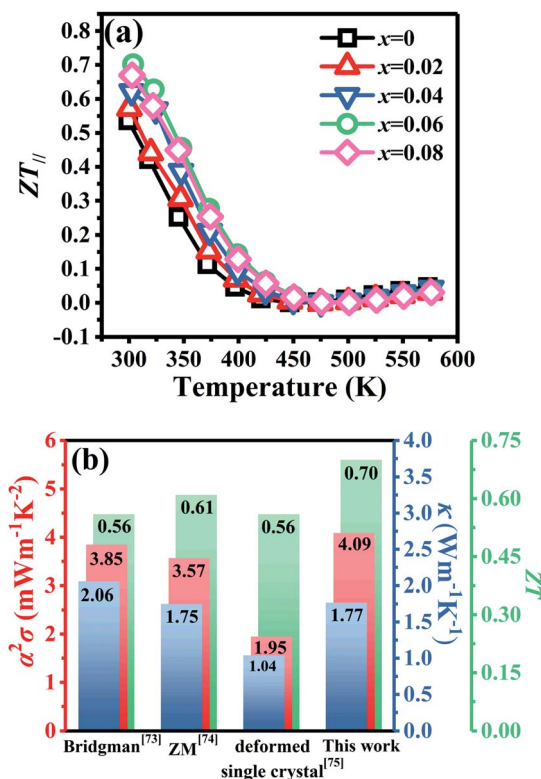 (a)
x=0
x=0.02
x=0.04
x=0.06
x=0.08
0.8
0.7
0.6
0.5
0.4
0.3
0.2
0.1
0.0
-0.1
ZT//
300 350 400 450 500 550 600
Temperature (K)
(b)
6
5
4
3
2
1
0
α²σ (mWm⁻¹K⁻²)
4.0
3.5
3.0
2.5
2.0
1.5
1.0
0.5
0.0
κ (Wm⁻¹K⁻¹)
0.75
0.60
0.45
0.30
0.15
0.00
ZT
0.56 0.61 0.56 0.70
3.85 3.57 1.95 4.09
2.06 1.75 1.04 1.77
Bridgman[73] ZM[74] deformed This work
single crystal[75]